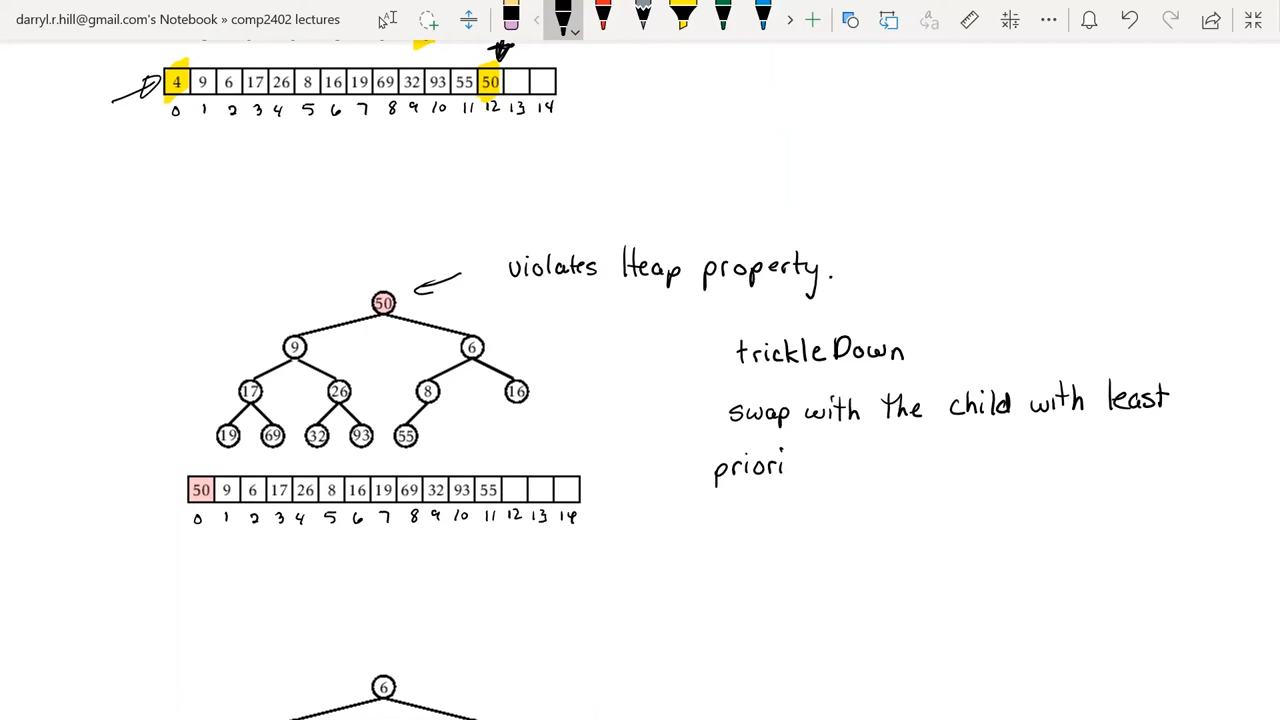 darryl.r.hill@gmail.com's Notebook » comp2402 lectures
4 9 6 17 26 8 16 19 69 32 93 55 50
0 1 2 3 4 5 6 7 8 9 10 11 12 13 14
violates Heap property.
50
9 6
trickleDown
17 26 8 16
swap with the child with least
19 69 32 93 55
priori
50 9 6 17 26 8 16 19 69 32 93 55
0 1 2 3 4 5 6 7 8 9 10 11 12 13 14
6